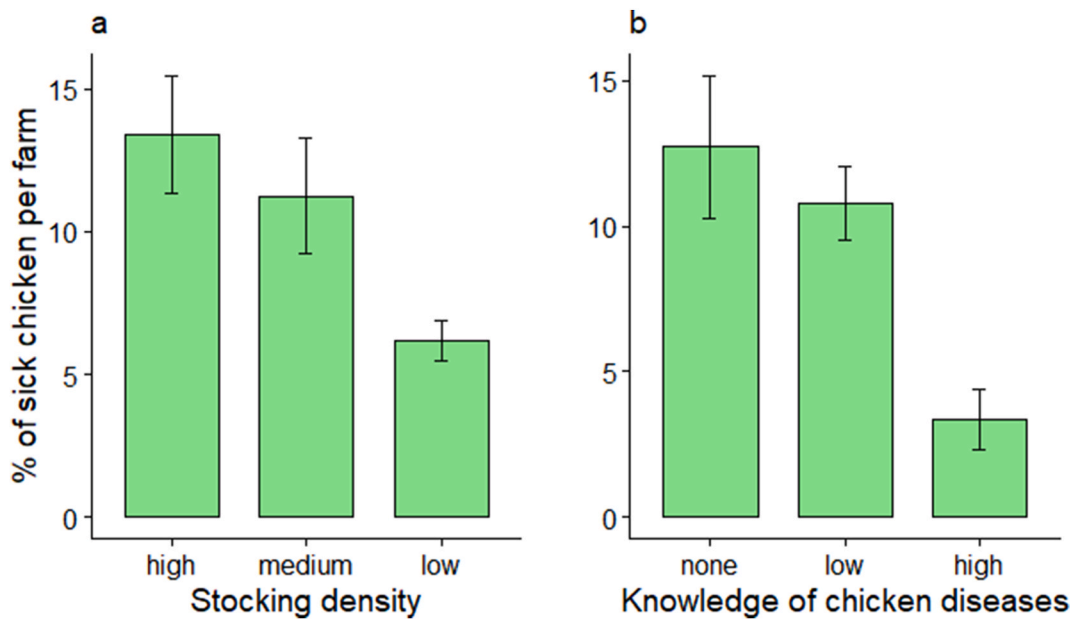 a
% of sick chicken per farm
15
10
5
0
high medium low
Stocking density
b
15
10
5
0
none low high
Knowledge of chicken diseases